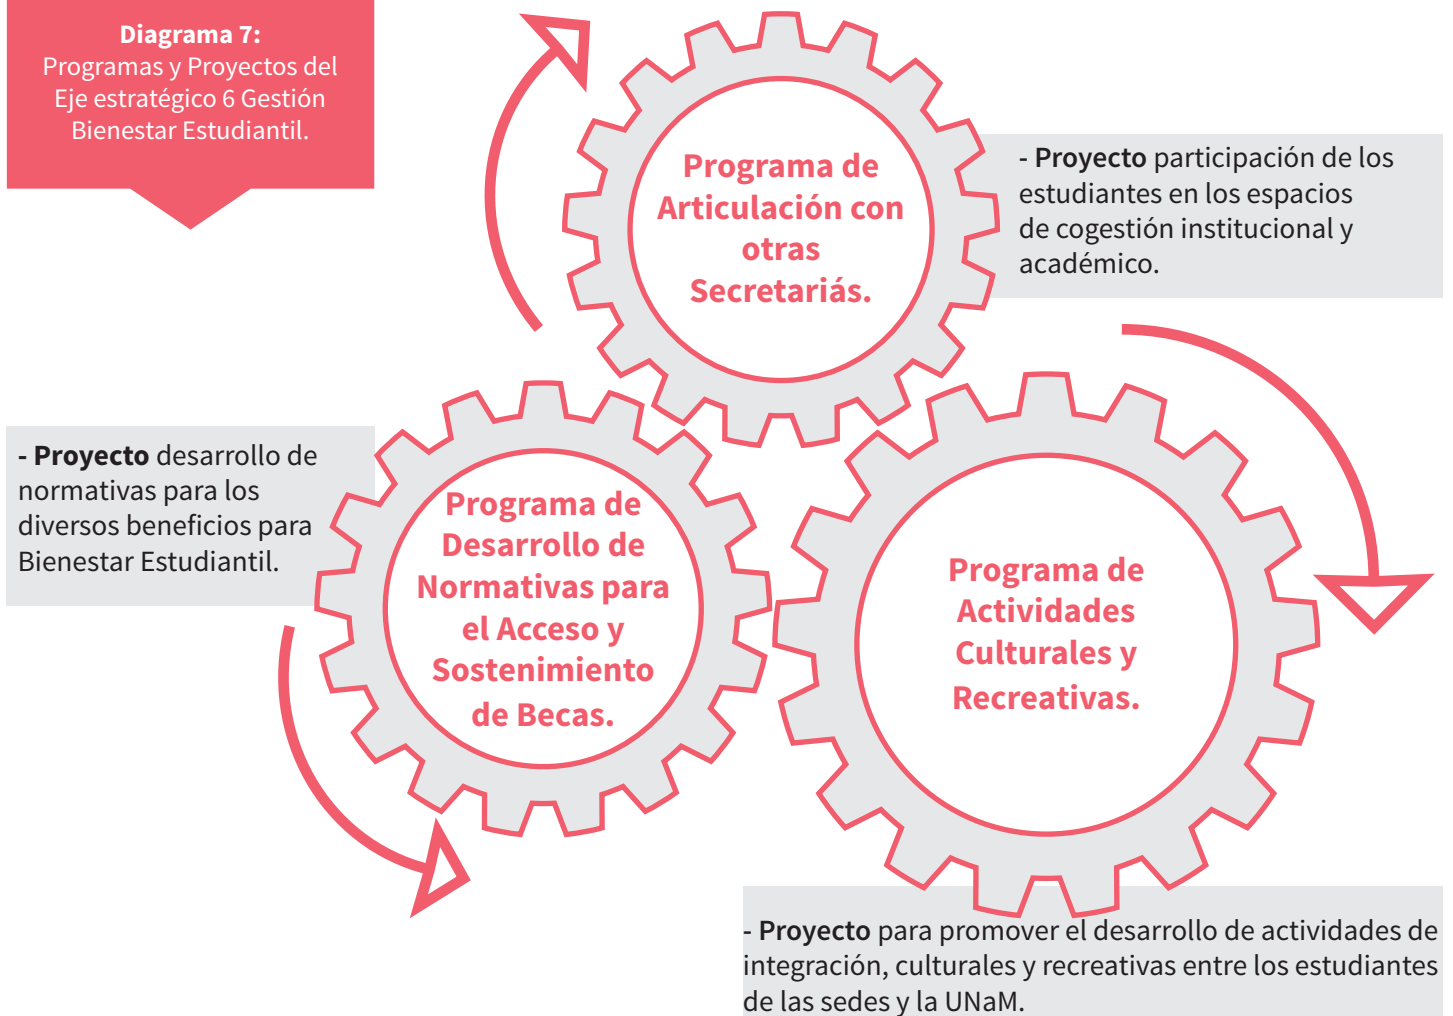 Diagrama 7:
Programas y Proyectos del
Eje estratégico 6 Gestión
Bienestar Estudiantil.
Programa de
Articulación con
otras
Secretariás.
- Proyecto participación de los
estudiantes en los espacios
de cogestión institucional y
académico.
- Proyecto desarrollo de
normativas para los
diversos beneficios para
Bienestar Estudiantil.
Programa de
Desarrollo de
Normativas para
el Acceso y
Sostenimiento
de Becas.
Programa de
Actividades
Culturales y
Recreativas.
- Proyecto para promover el desarrollo de actividades de
integración, culturales y recreativas entre los estudiantes
de las sedes y la UNaM.